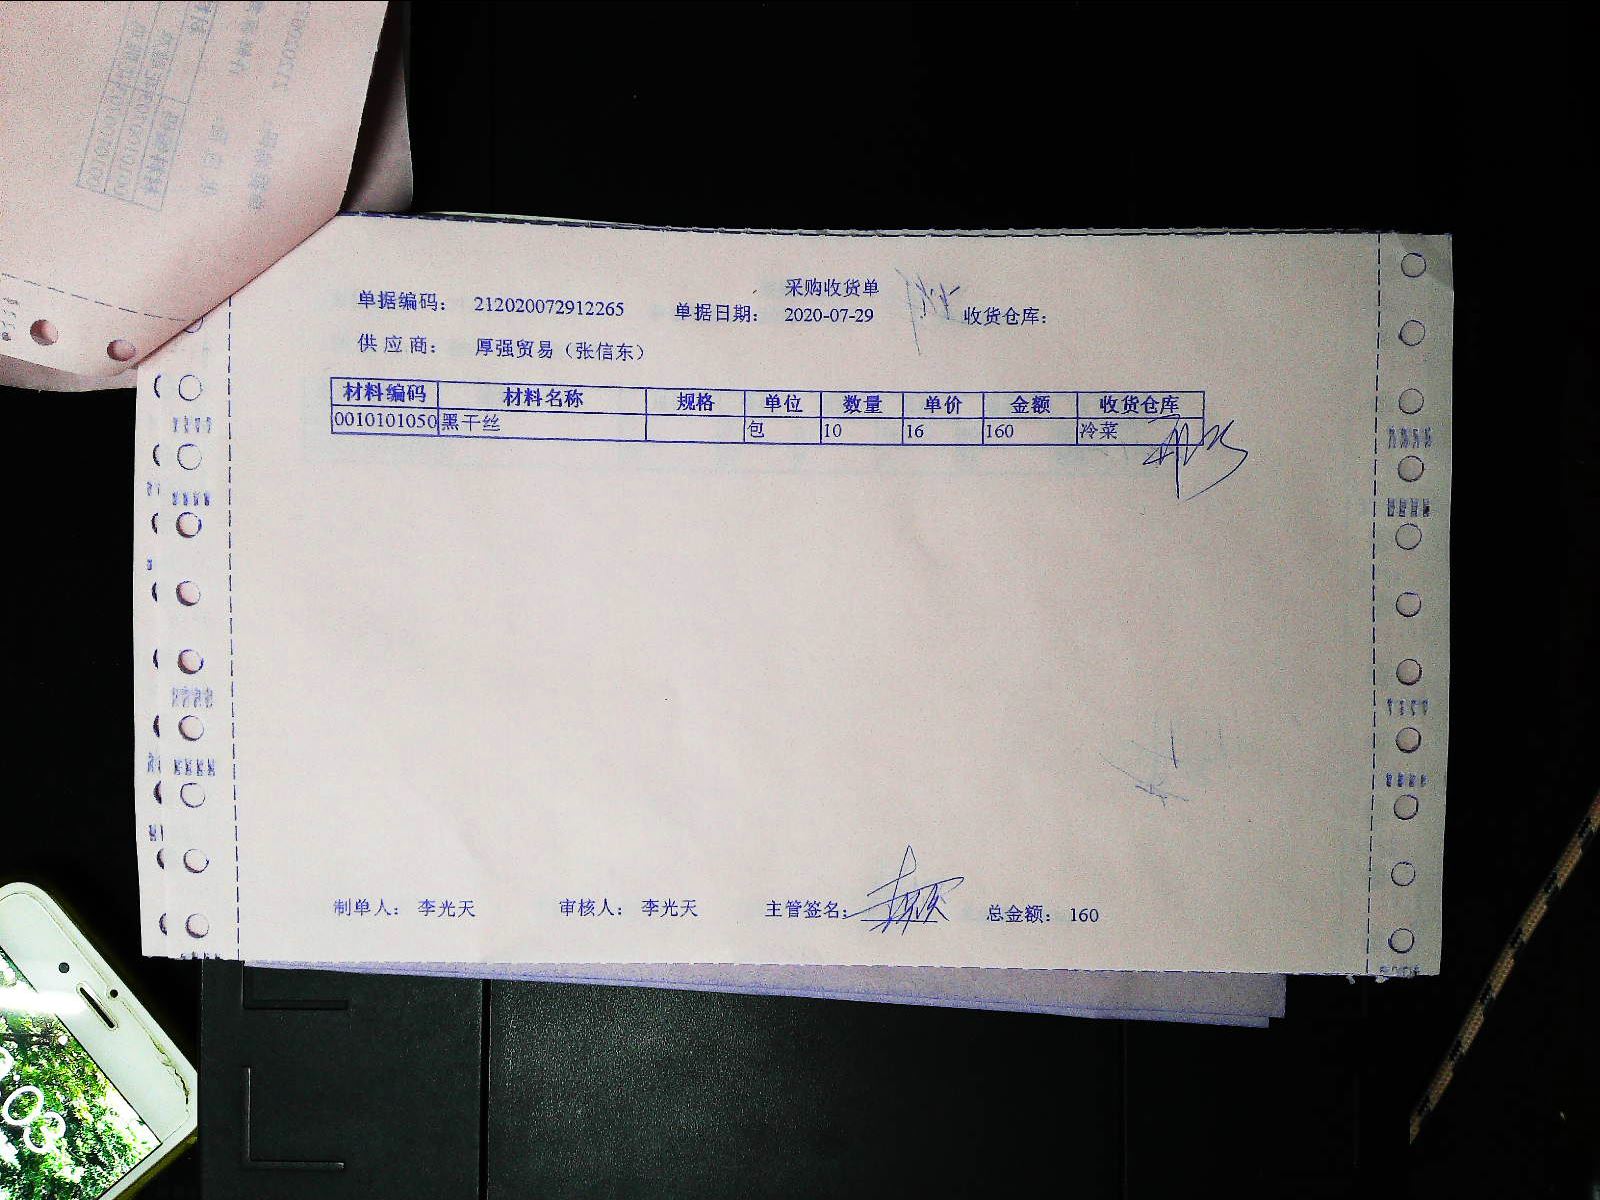 采购收货单
单据编码: 212020072912265 单据日期: 2020-07-29 收货仓库:
供应商: 厚强贸易（张信东）
材料编码 材料名称 规格 单位 数量 单价 金额 收货仓库
0010101050 黑干丝 包 10 16 160 冷菜
制单人: 李光天 审核人: 李光天 主管签名: 总金额: 160